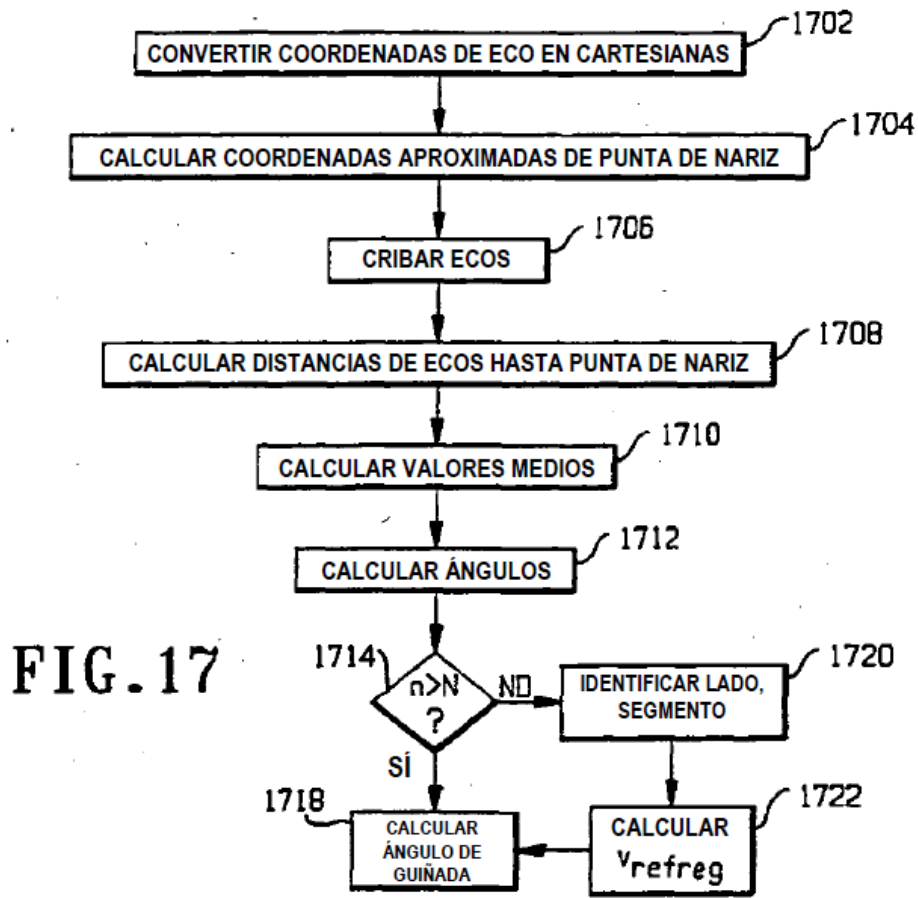 1702
CONVERTIR COORDENADAS DE ECO EN CARTESIANAS
1704
CALCULAR COORDENADAS APROXIMADAS DE PUNTA DE NARIZ
1706
CRIBAR ECOS
1708
CALCULAR DISTANCIAS DE ECOS HASTA PUNTA DE NARIZ
1710
CALCULAR VALORES MEDIOS
1712
CALCULAR ÁNGULOS
FIG.17
1714
n>N
?
NO
SÍ
1720
IDENTIFICAR LADO,
SEGMENTO
1718
CALCULAR
ÁNGULO DE
GUIÑADA
1722
CALCULAR
vrefreg